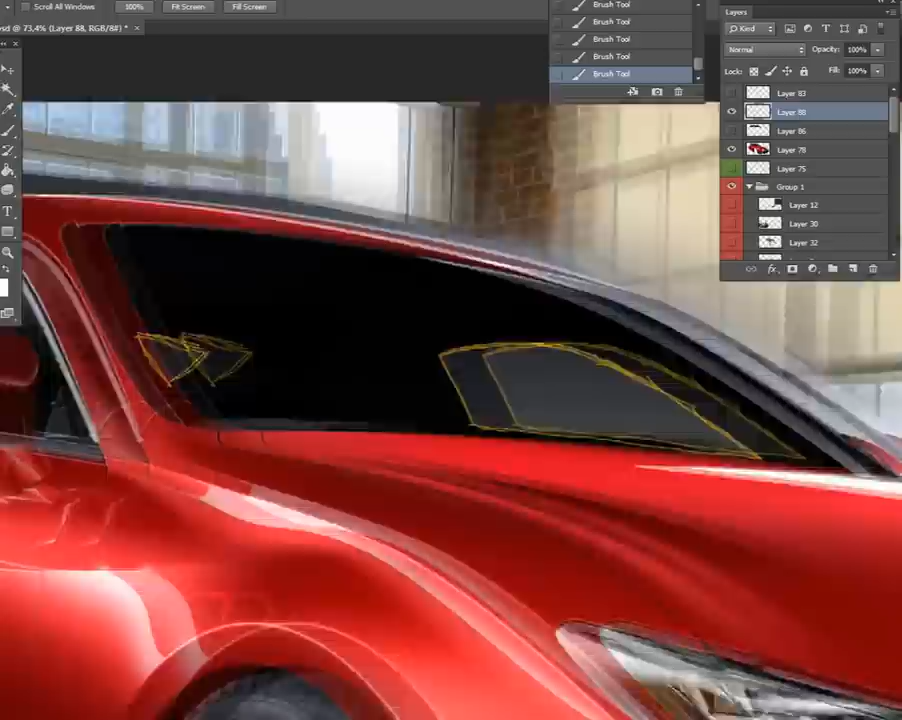 Scroll All Windows
100%
Fit Screen
Fill Screen
sd @ 73,4% (Layer 88, RGB/8#) * ×
Brush Tool
Brush Tool
Brush Tool
Brush Tool
Brush Tool
Layers
Kind
Normal
Opacity: 100%
Lock:
Fill: 100%
Layer 83
Layer 88
Layer 86
Layer 78
Layer 75
Group 1
Layer 12
Layer 30
Layer 32